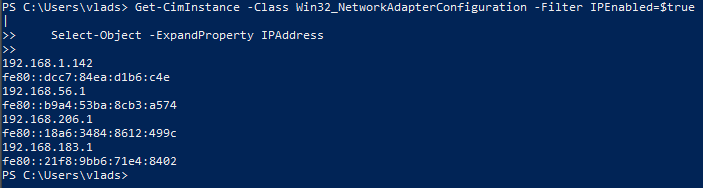 PS C:\Users\vlads> Get-CimInstance -Class Win32_NetworkAdapterConfiguration -Filter IPEnabled=$true
|
>>     Select-Object -ExpandProperty IPAddress
>>
192.168.1.142
fe80::dcc7:84ea:d1b6:c4e
192.168.56.1
fe80::b9a4:53ba:8cb3:a574
192.168.206.1
fe80::18a6:3484:8612:499c
192.168.183.1
fe80::21f8:9bb6:71e4:8402
PS C:\Users\vlads>